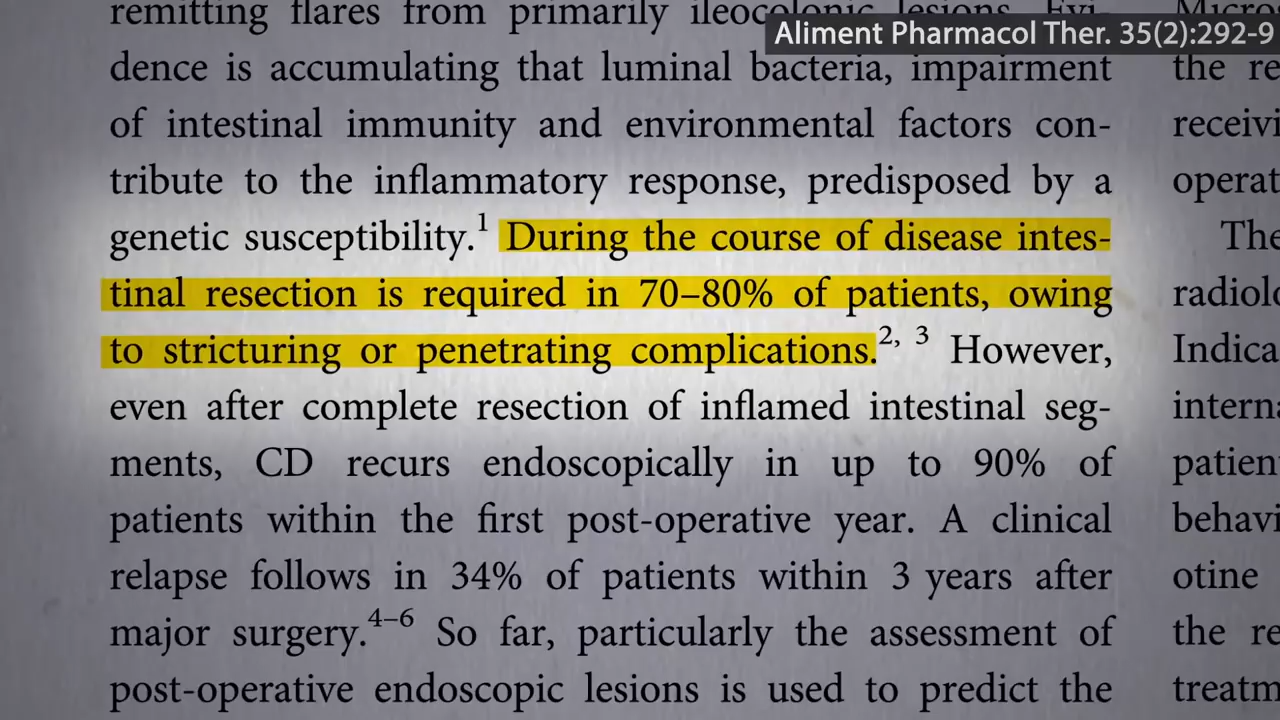 remitting flares from primarily ileocolonic lesions. Evi-
Aliment Pharmacol Ther. 35(2):292-9
dence is accumulating that luminal bacteria, impairment
of intestinal immunity and environmental factors con-
tribute to the inflammatory response, predisposed by a
genetic susceptibility.1 During the course of disease intes-
tinal resection is required in 70–80% of patients, owing
to stricturing or penetrating complications.2, 3 However,
even after complete resection of inflamed intestinal seg-
ments, CD recurs endoscopically in up to 90% of
patients within the first post-operative year. A clinical
relapse follows in 34% of patients within 3 years after
major surgery.4–6 So far, particularly the assessment of
post-operative endoscopic lesions is used to predict the
the re
receivi
operat
The
radiolo
Indica
interna
patien
behavi
otine
the re
treatm